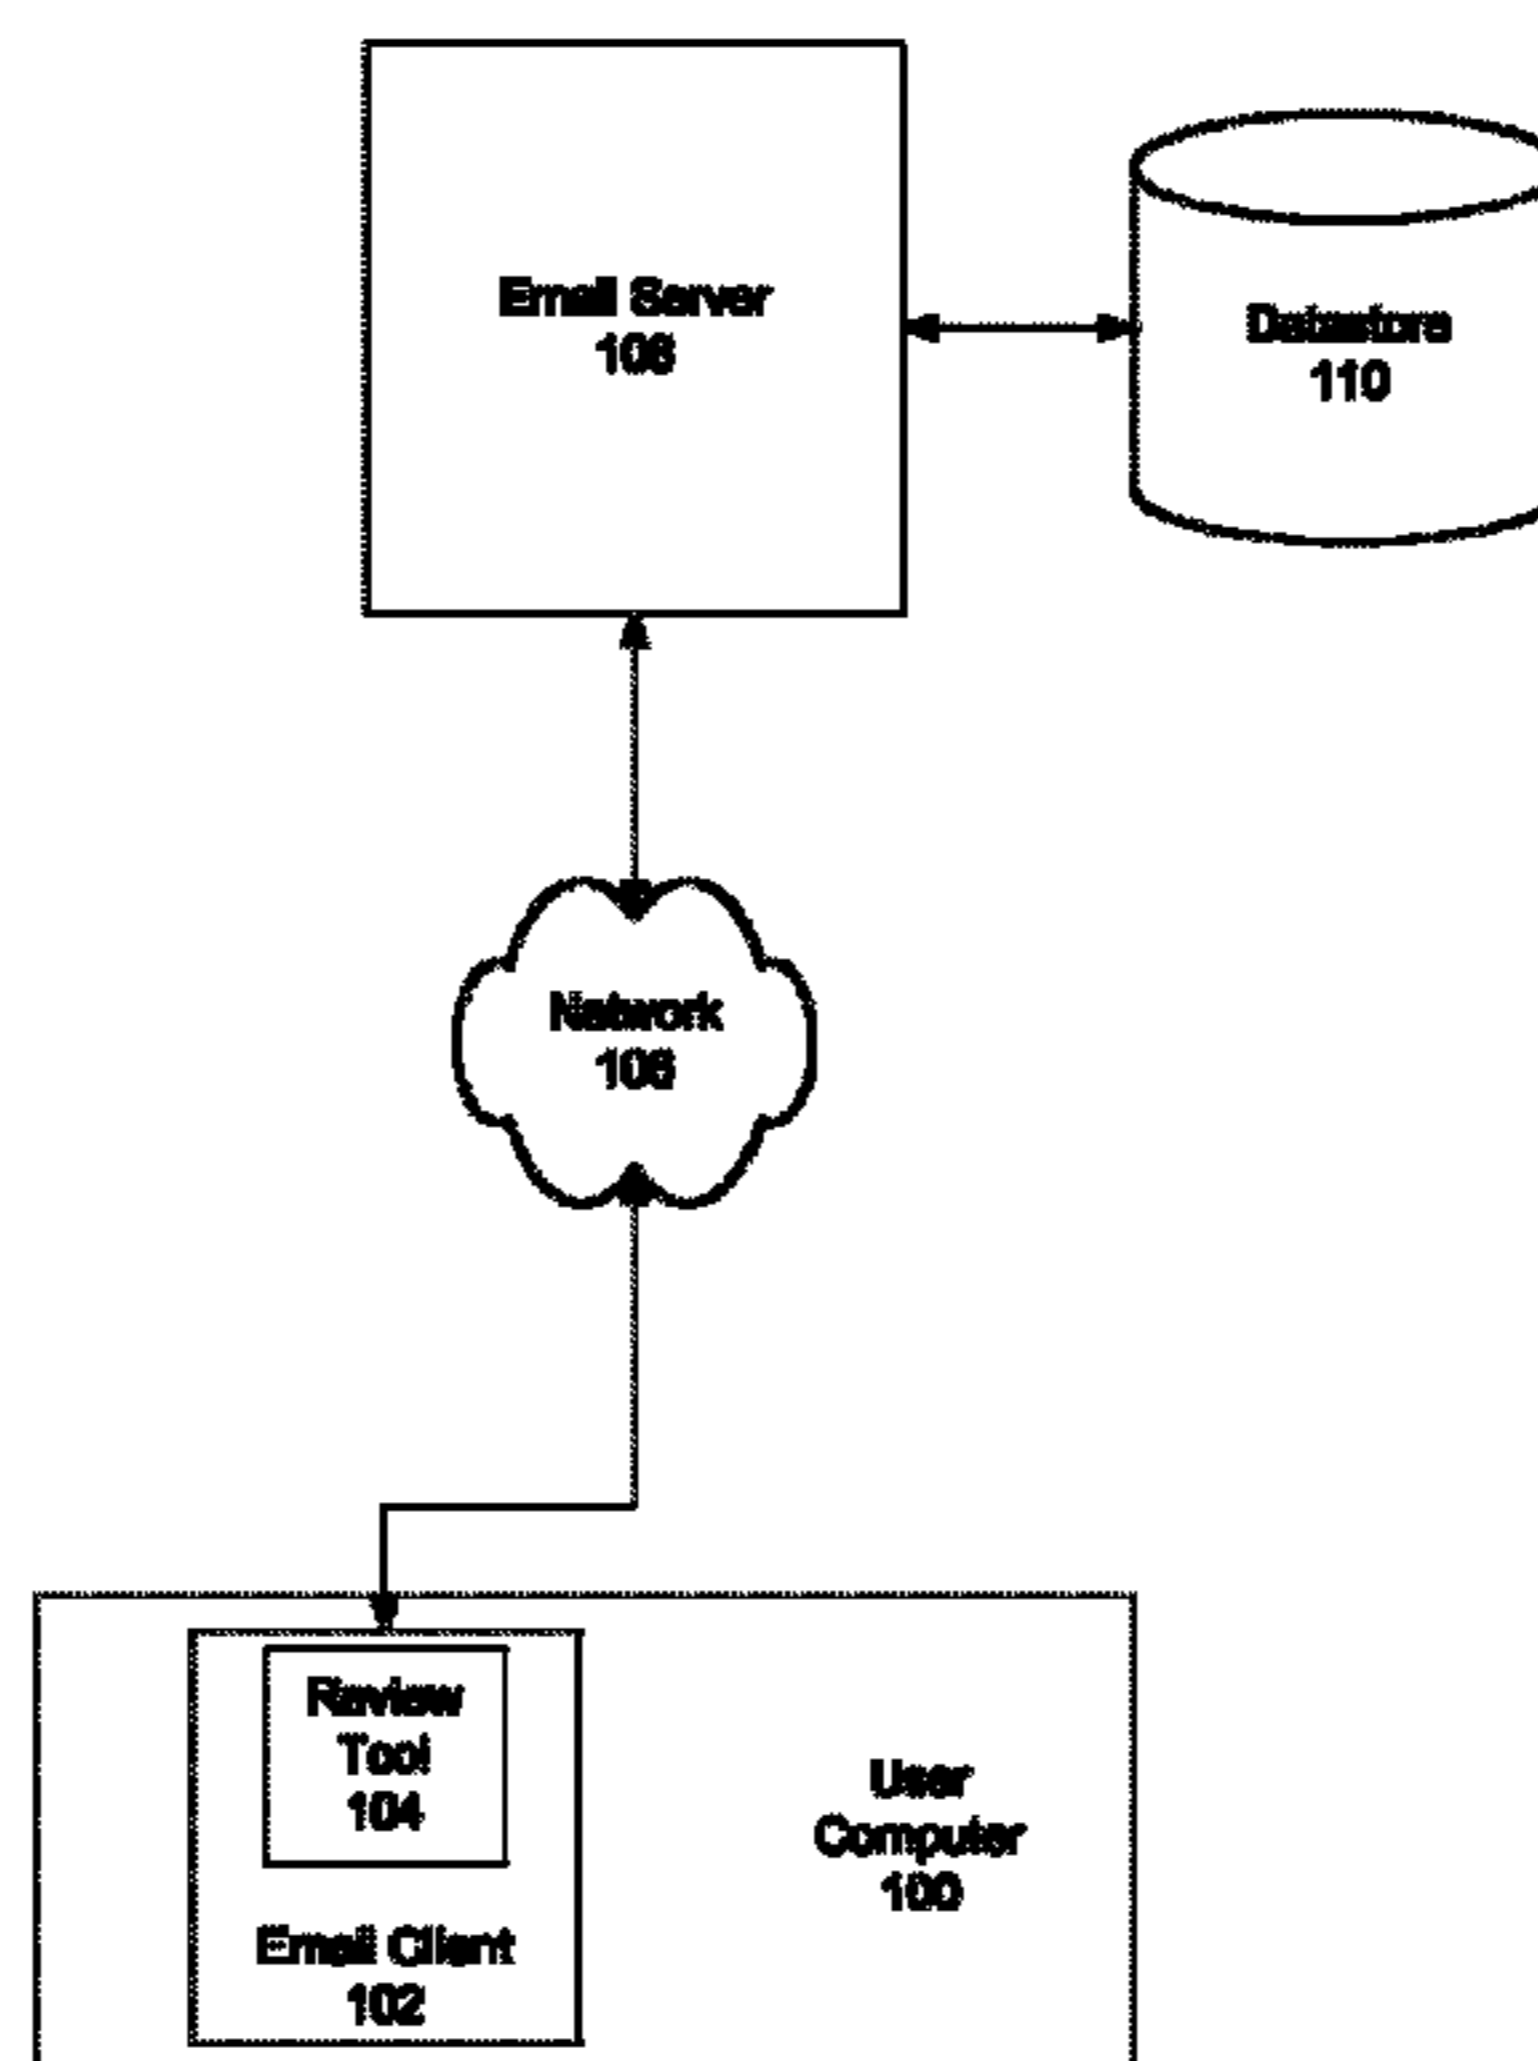 Email Server
108
Datastore
110
Network
106
Review
Tool
104
User
Computer
100
Email Client
102